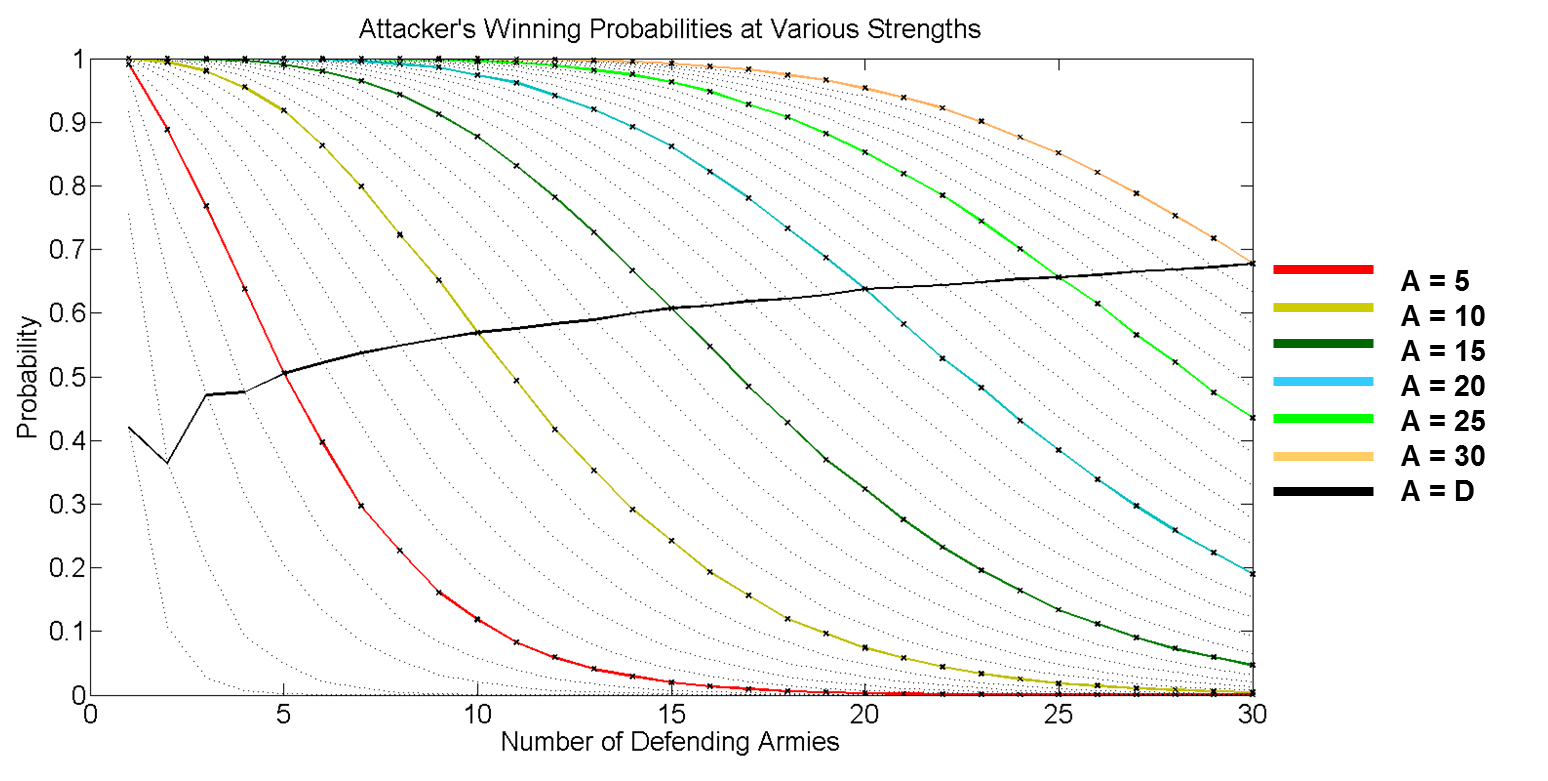 Attacker's Winning Probabilities at Various Strengths
Probability
1
0.9
0.8
0.7
0.6
0.5
0.4
0.3
0.2
0.1
0
0 5 10 15 20 25 30
Number of Defending Armies
A = 5
A = 10
A = 15
A = 20
A = 25
A = 30
A = D